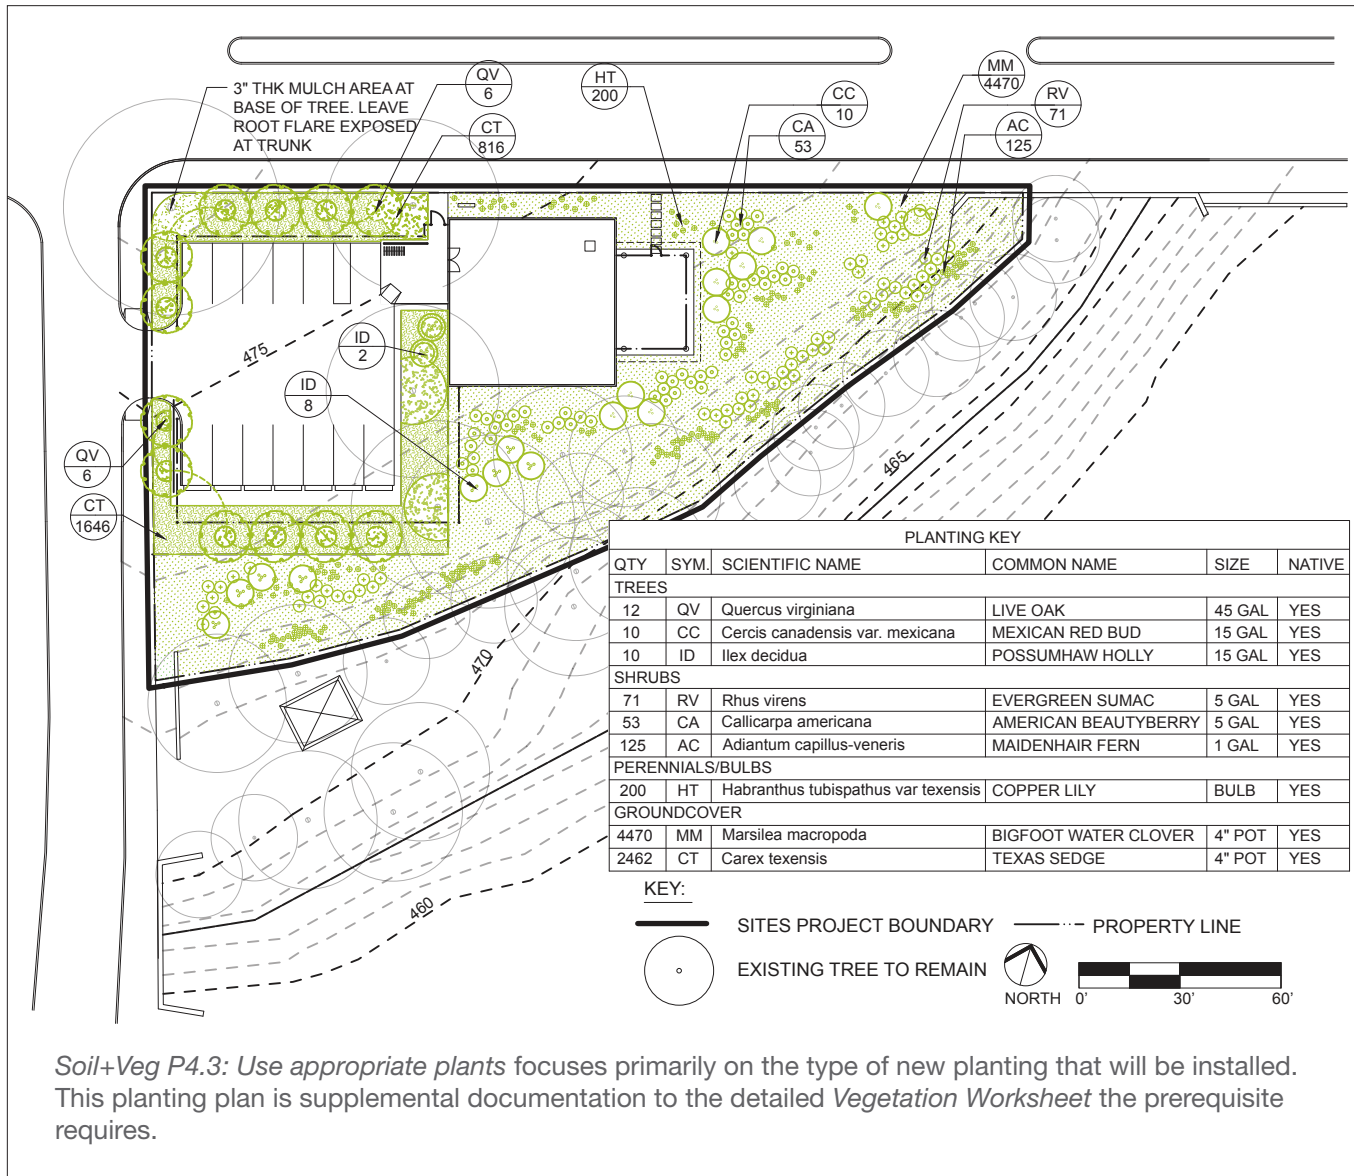 3" THK MULCH AREA AT
BASE OF TREE. LEAVE
ROOT FLARE EXPOSED
AT TRUNK
QV
6
CT
816
HT
200
CC
10
CA
53
MM
4470
RV
71
AC
125
475
ID
2
ID
8
QV
6
CT
1646
465
470
460
PLANTING KEY
QTY SYM. SCIENTIFIC NAME COMMON NAME SIZE NATIVE
TREES
12 QV Quercus virginiana LIVE OAK 45 GAL YES
10 CC Cercis canadensis var. mexicana MEXICAN RED BUD 15 GAL YES
10 ID Ilex decidua POSSUMHAW HOLLY 15 GAL YES
SHRUBS
71 RV Rhus virens EVERGREEN SUMAC 5 GAL YES
53 CA Callicarpa americana AMERICAN BEAUTYBERRY 5 GAL YES
125 AC Adiantum capillus-veneris MAIDENHAIR FERN 1 GAL YES
PERENNIALS/BULBS
200 HT Habranthus tubispathus var texensis COPPER LILY BULB YES
GROUNDCOVER
4470 MM Marsilea macropoda BIGFOOT WATER CLOVER 4" POT YES
2462 CT Carex texensis TEXAS SEDGE 4" POT YES
KEY:
SITES PROJECT BOUNDARY PROPERTY LINE
EXISTING TREE TO REMAIN
NORTH 0' 30' 60'
Soil+Veg P4.3: Use appropriate plants focuses primarily on the type of new planting that will be installed.
This planting plan is supplemental documentation to the detailed Vegetation Worksheet the prerequisite
requires.